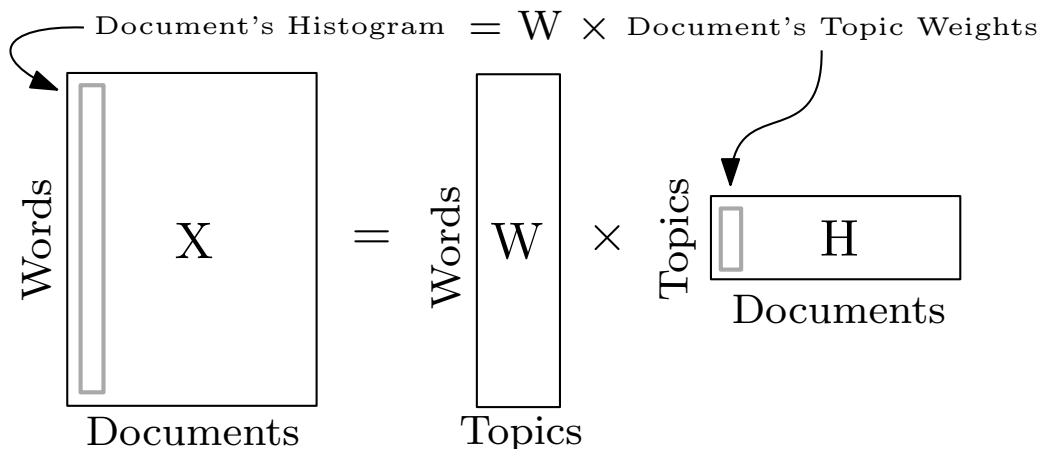 Document's Histogram = W × Document's Topic Weights
Words
X
Documents
=
Words
W
Topics
×
Topics
H
Documents